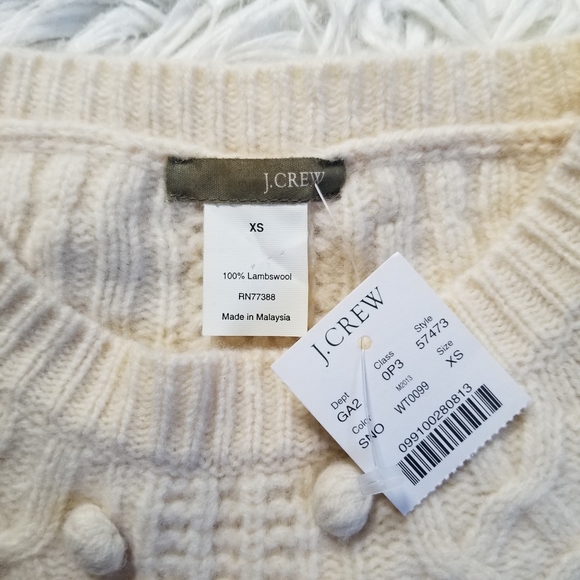 J.CREW
XS
100% Lambswool
RN77388
Made in Malaysia
J.CREW
Dept Class Style
GA2 0P3 57473
M2013
Color Size
SNO WT0099 XS
099100280813